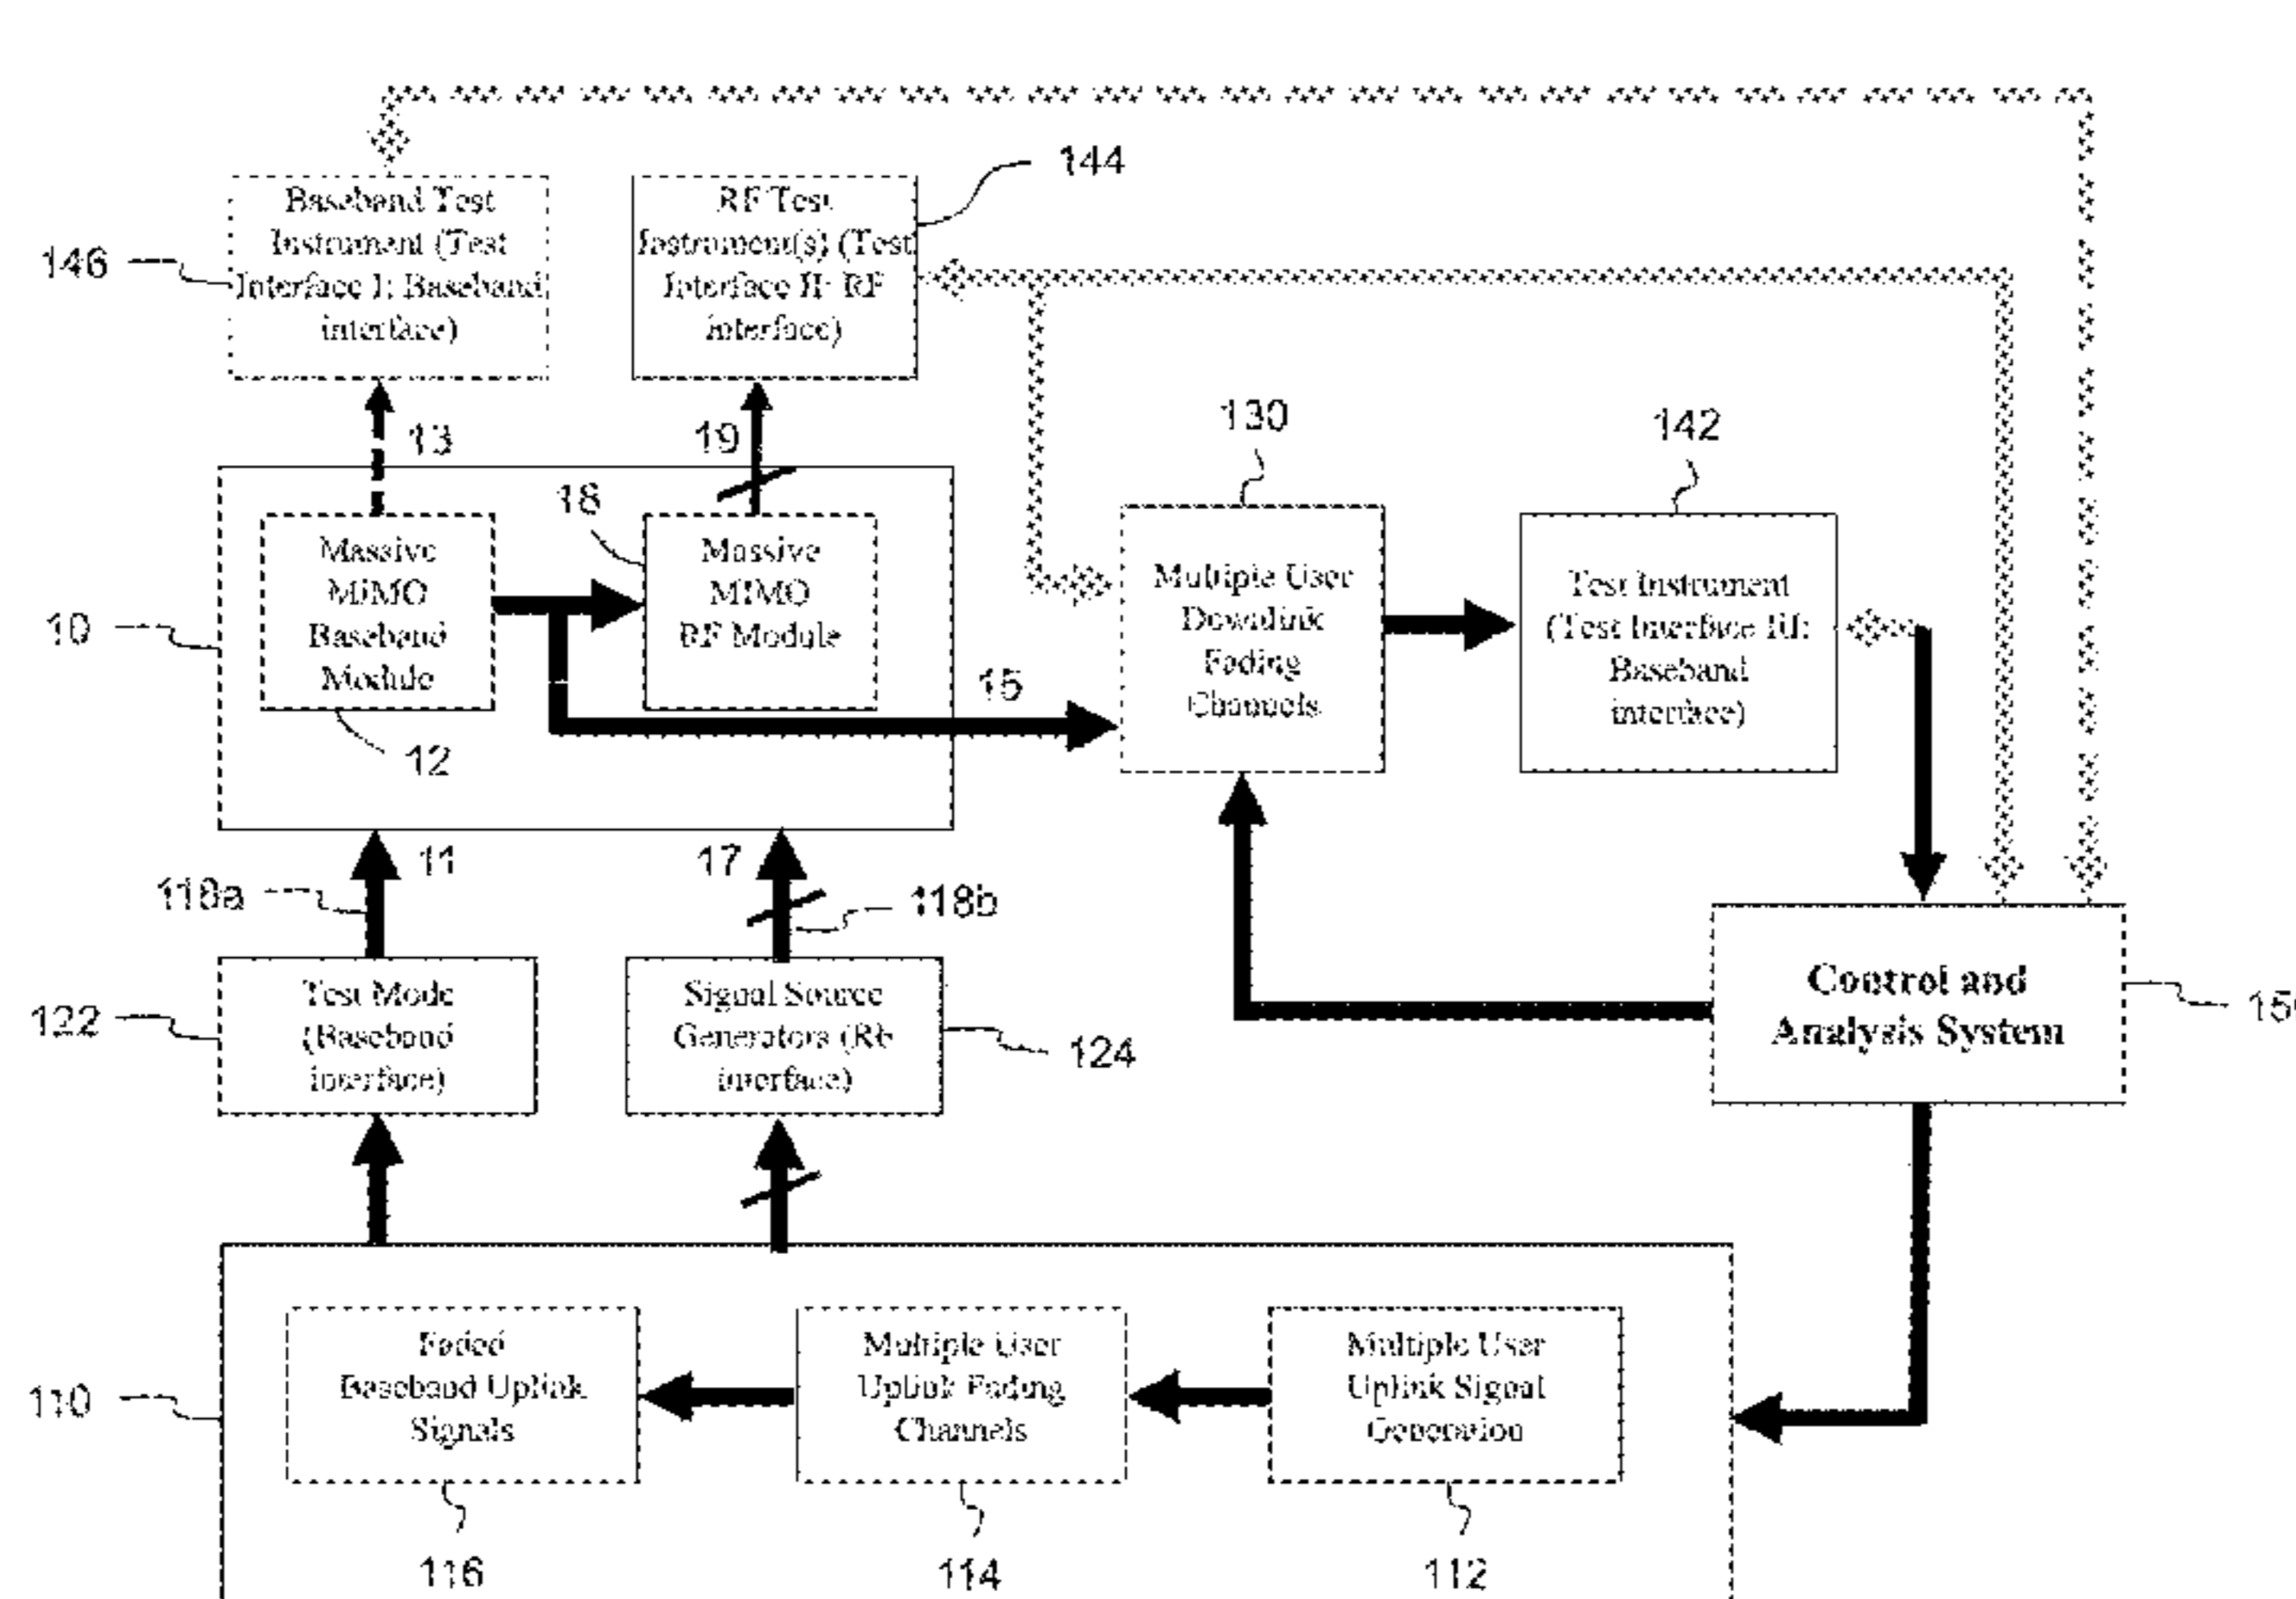 144
Baseband Test
Instrument (Test
Interface I: Baseband
interface)
146
RF Test
Instrument(s) (Test
Interface II: RF
interface)
13
19
130
142
18
Massive
MIMO
Baseband
Module
Massive
MIMO
RF Module
10
12
15
Multiple User
Downlink
Fading
Channels
Test Instrument
(Test Interface III:
Baseband
interface)
11
17
118a
118b
122
Test Mode
(Baseband
interface)
Signal Source
Generators (RF
interface)
124
Control and
Analysis System
110
Faded
Baseband Uplink
Signals
Multiple User
Uplink Fading
Channels
Multiple User
Uplink Signal
Generation
116
114
112